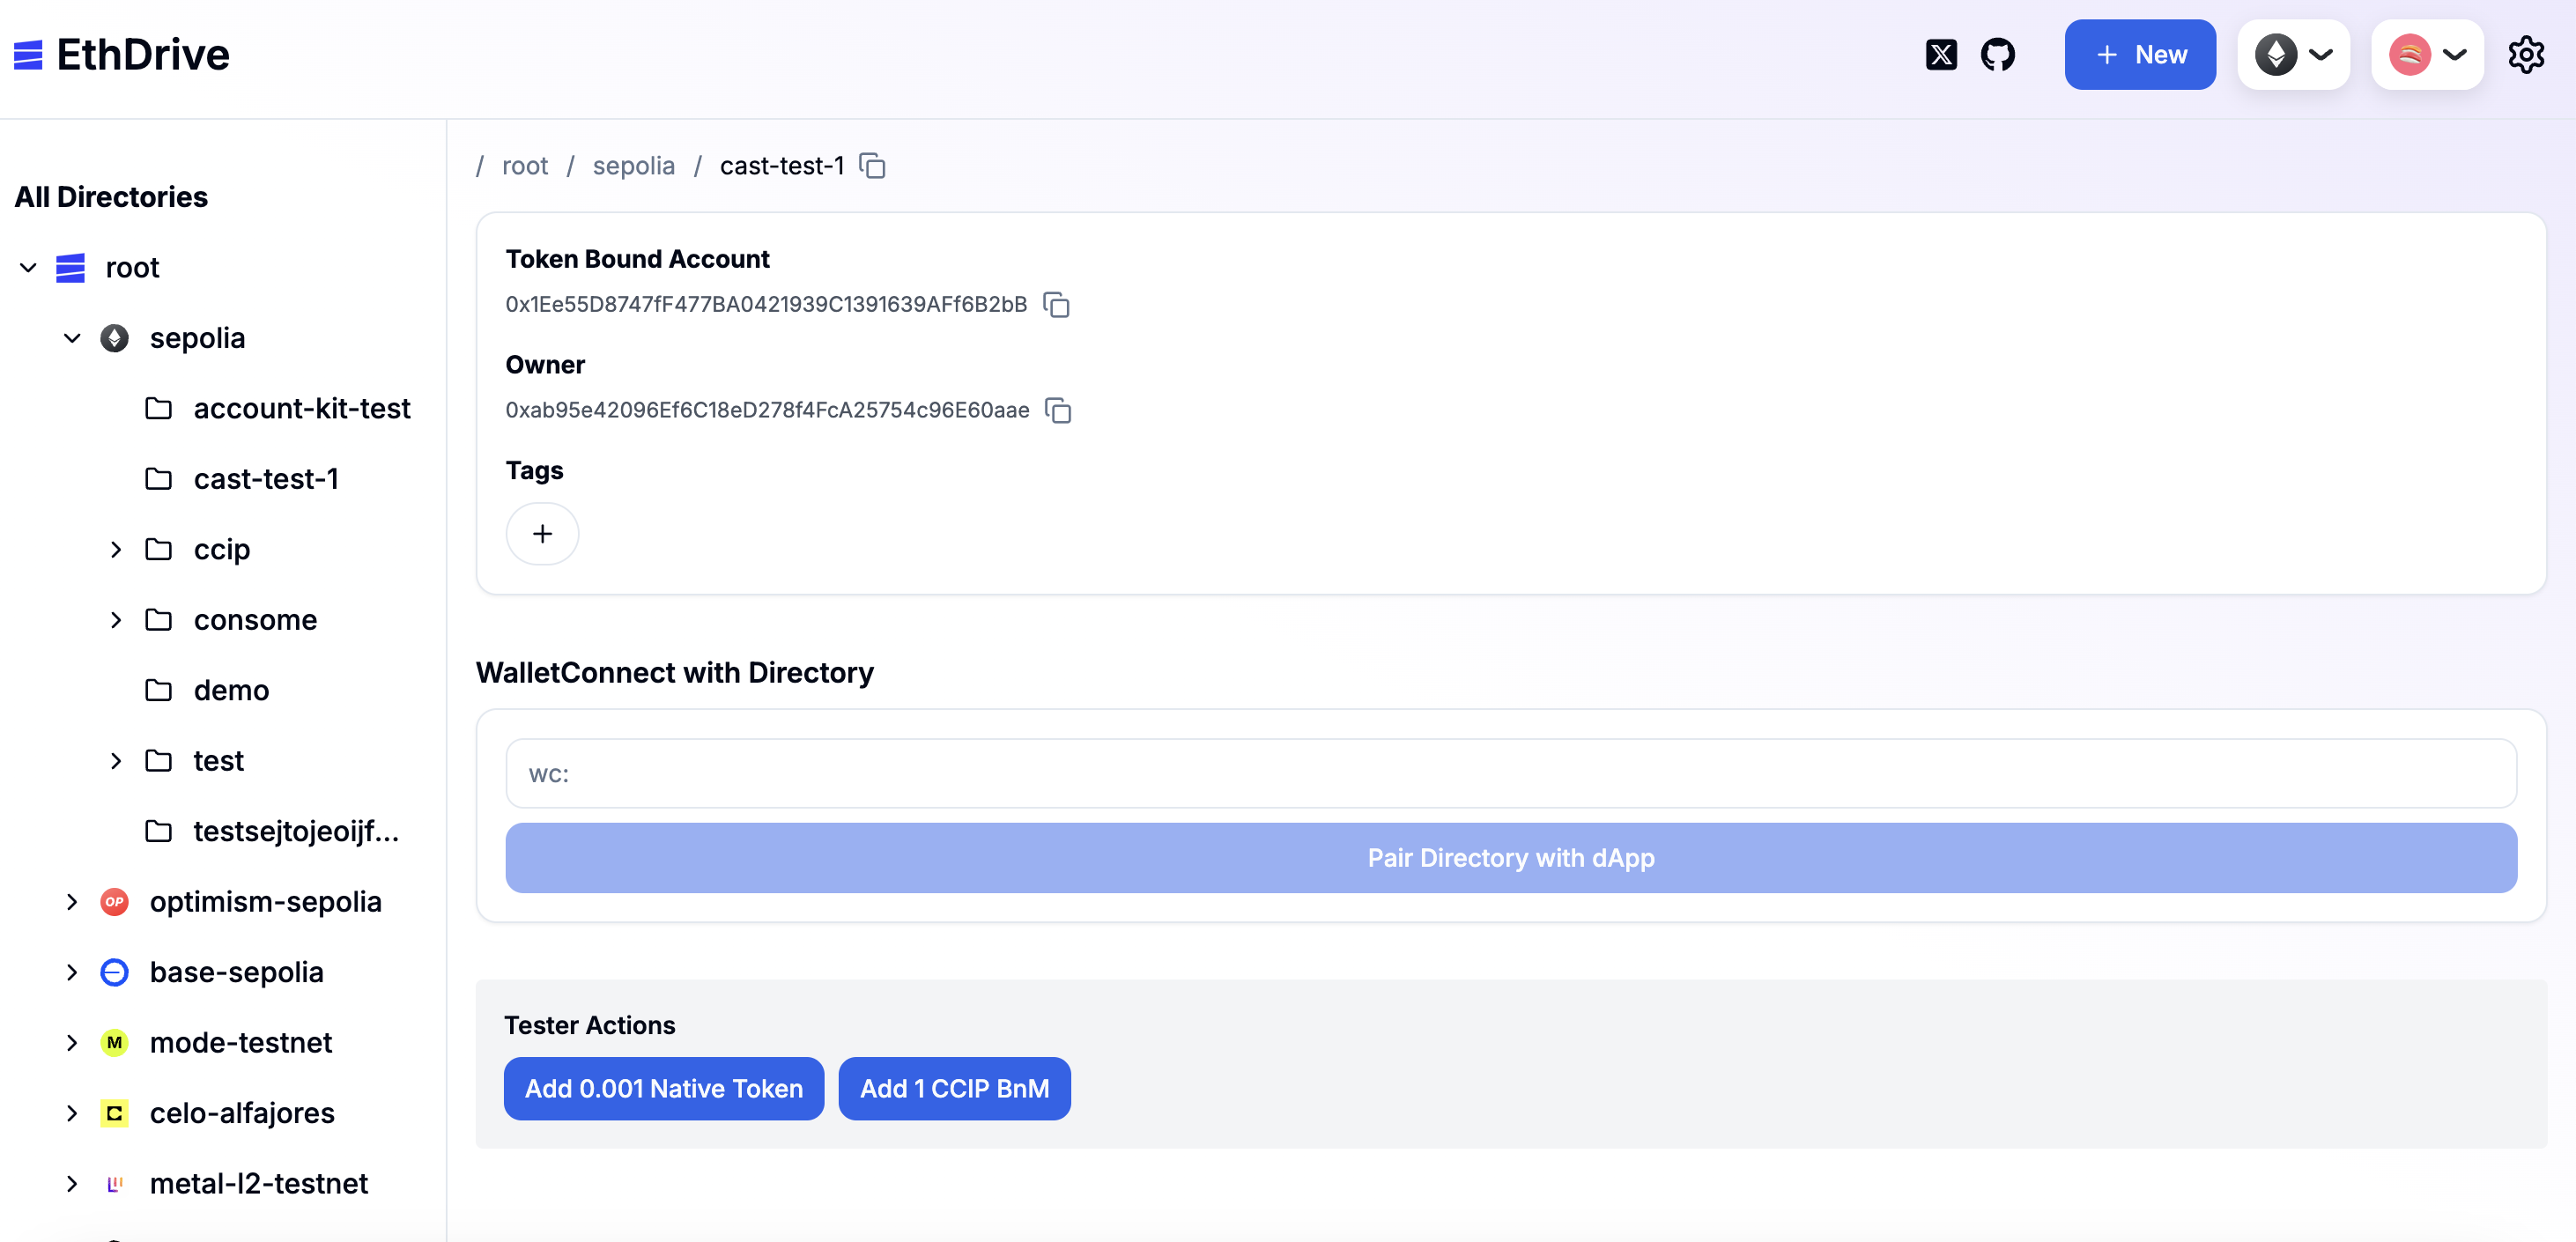 EthDrive
+ New
All Directories
root
sepolia
account-kit-test
cast-test-1
ccip
consome
demo
test
testsejtojeoijf...
OP
optimism-sepolia
base-sepolia
M
mode-testnet
celo-alfajores
metal-l2-testnet
/ root / sepolia / cast-test-1
Token Bound Account
0x1Ee55D8747fF477BA0421939C1391639AFf6B2bB
Owner
0xab95e42096Ef6C18eD278f4FcA25754c96E60aae
Tags
+
WalletConnect with Directory
wc:
Pair Directory with dApp
Tester Actions
Add 0.001 Native Token
Add 1 CCIP BnM